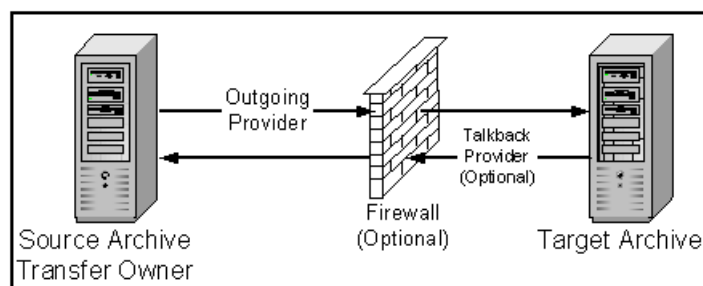 Outgoing
Provider
Talkback
Provider
(Optional)
Firewall
(Optional)
Source Archive
Transfer Owner
Target Archive